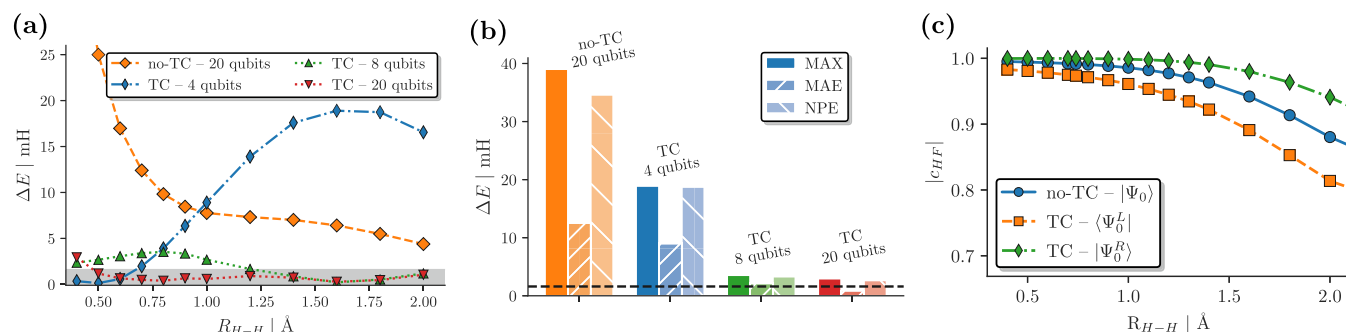 (a)
25
20
15
10
5
0
ΔE | mH
no-TC – 20 qubits
TC – 4 qubits
TC – 8 qubits
TC – 20 qubits
0.50 0.75 1.00 1.25 1.50 1.75 2.00
R_{H−H} | Å
(b)
40
30
20
10
0
ΔE | mH
no-TC
20 qubits
TC
4 qubits
TC
8 qubits
TC
20 qubits
MAX
MAE
NPE
(c)
1.0
0.9
0.8
0.7
|c_{HF}|
no-TC – |Ψ₀⟩
TC – ⟨Ψ₀ᴸ|
TC – |Ψ₀ᴿ⟩
0.5 1.0 1.5 2.0
R_{H−H} | Å